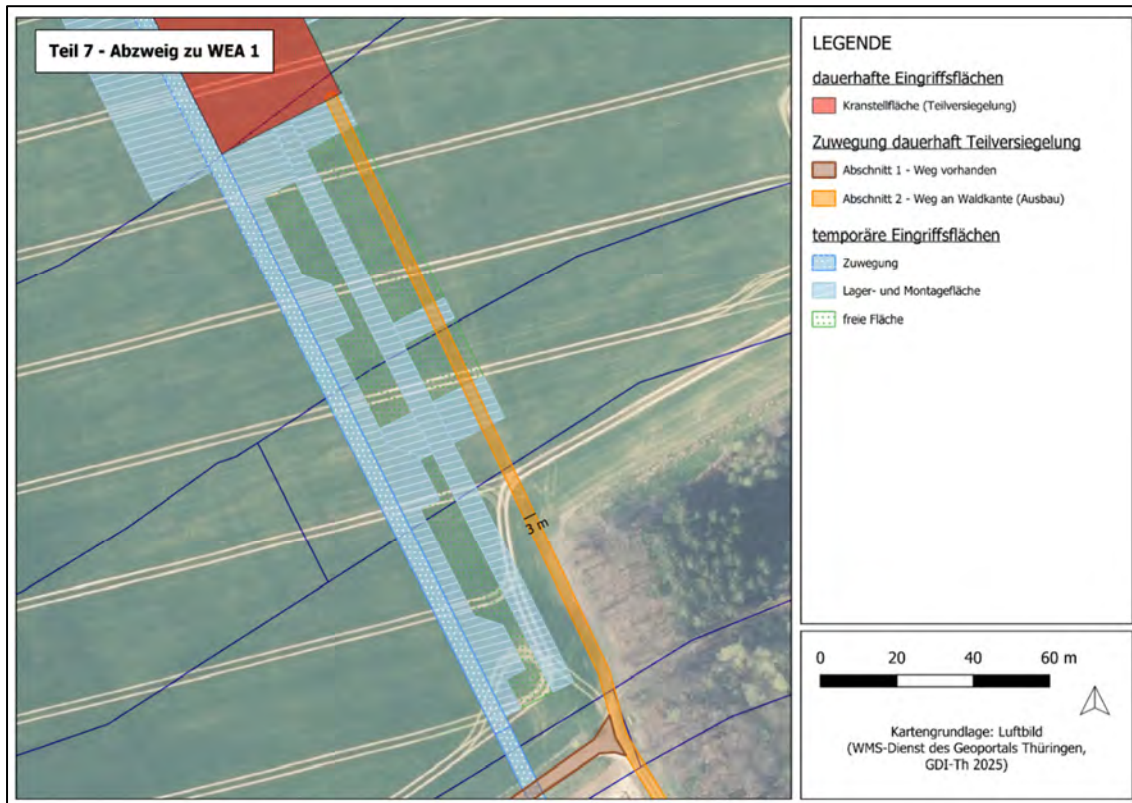 Teil 7 - Abzweig zu WEA 1
3 m
LEGENDE
dauerhafte Eingriffsflächen
Kranstellfläche (Teilversiegelung)
Zuwegung dauerhaft Teilversiegelung
Abschnitt 1 - Weg vorhanden
Abschnitt 2 - Weg an Waldkante (Ausbau)
temporäre Eingriffsflächen
Zuwegung
Lager- und Montagefläche
freie Fläche
0 20 40 60 m
Kartengrundlage: Luftbild
(WMS-Dienst des Geoportals Thüringen,
GDI-Th 2025)